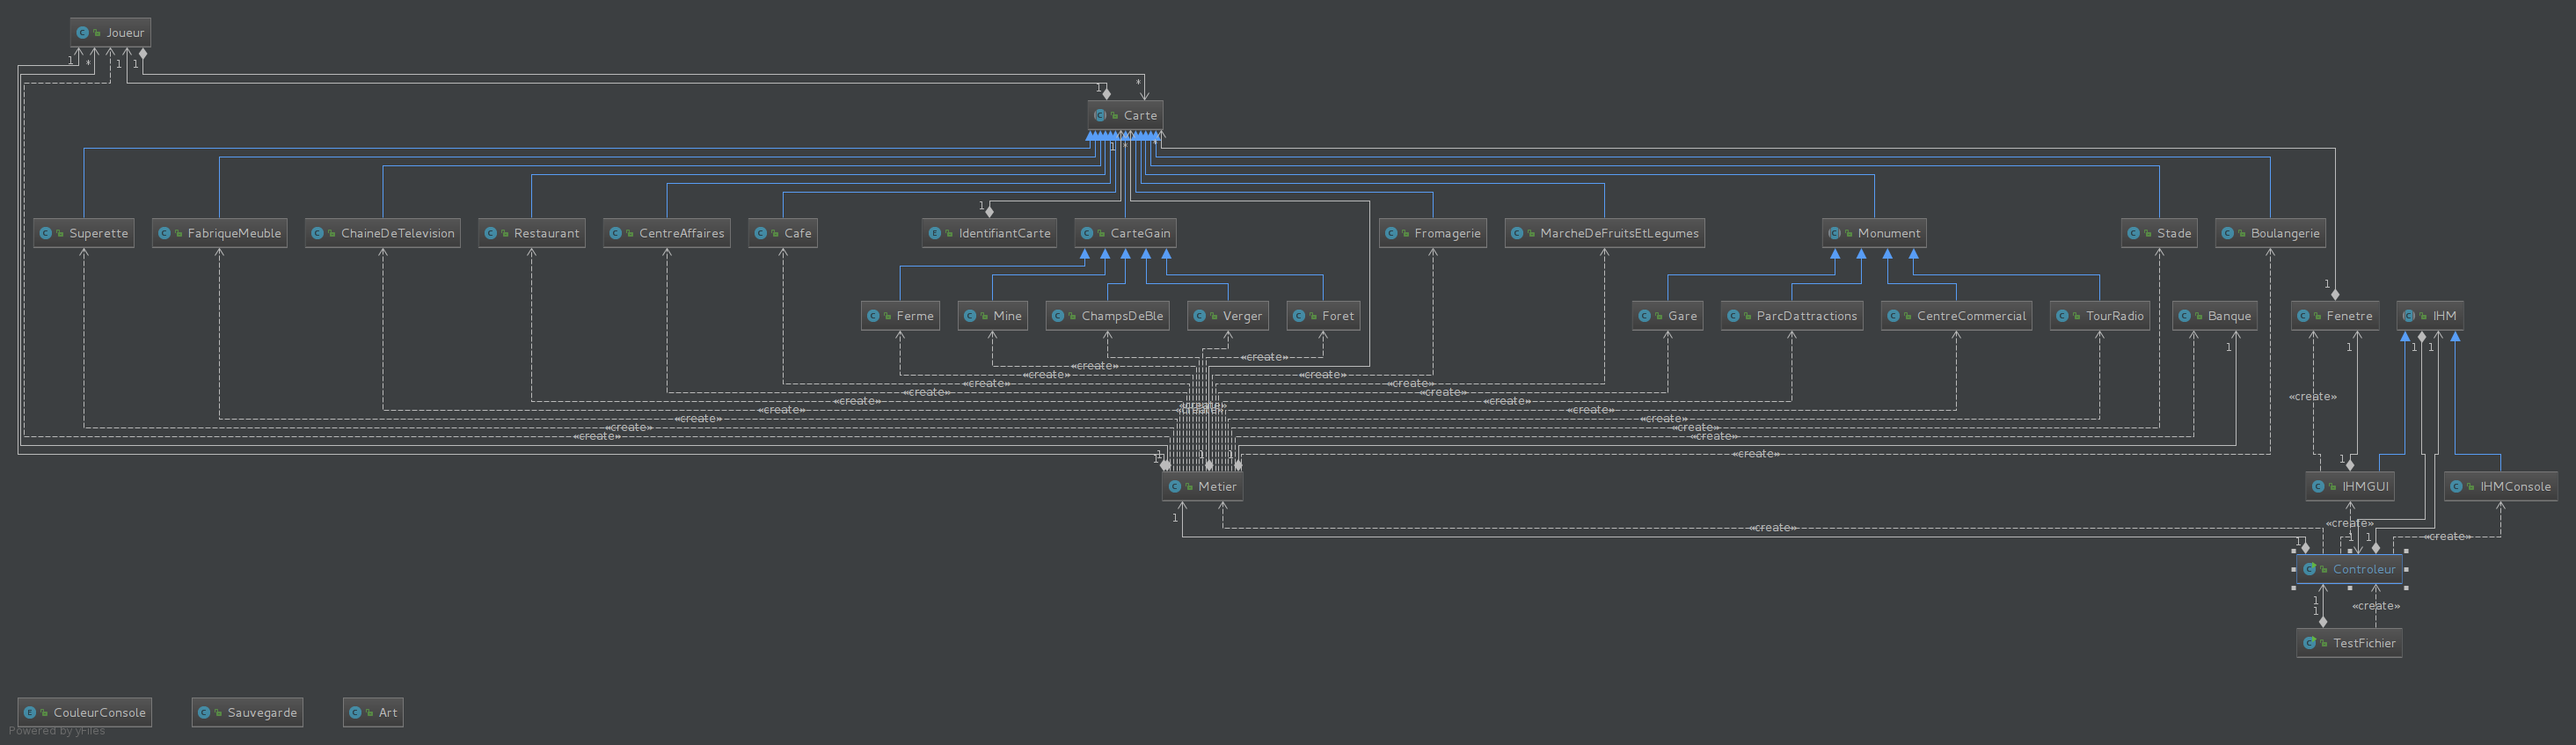 Joueur
1 * 1 1
1 *
Carte
1 * *
1
Superette FabriqueMeuble ChaineDeTelevision Restaurant CentreAffaires Cafe IdentifiantCarte CarteGain Fromagerie MarcheDeFruitsEtLegumes Monument Stade Boulangerie
1
Ferme Mine ChampsDeBle Verger Foret Gare ParcDattractions CentreCommercial TourRadio Banque Fenetre IHM
1 1 1 1
«create»
«create»
«create» «create»
«create» «create»
«create» «create» «create»
«create» «create»
«create»
«create» «create» «create»
«create» «create»
«create» «create»
«create» «create»
«create»
1 1 1 1 1
Metier IHMGUI IHMConsole
1 «create» «create»
1 1 1 «create»
Controleur
1
1 «create»
TestFichier
CouleurConsole Sauvegarde Art
Powered by yFiles